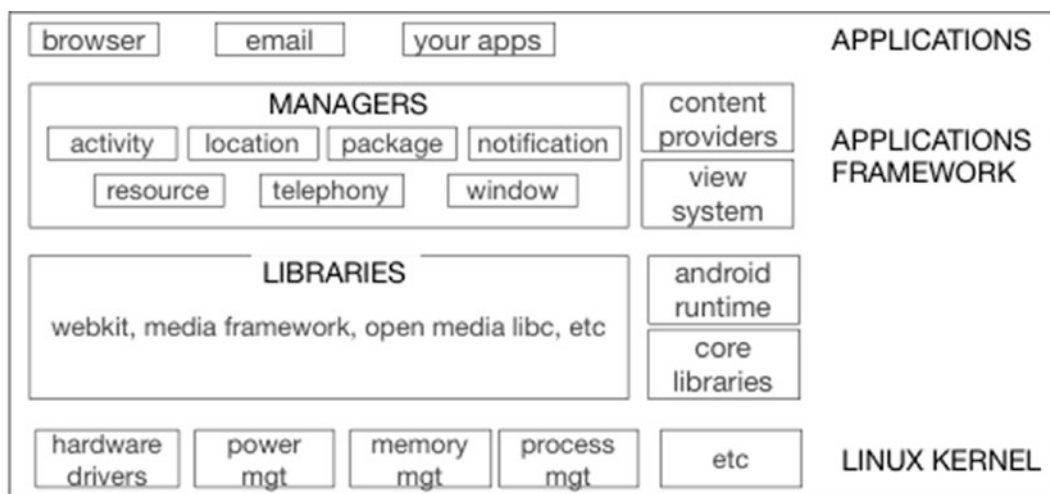 browser email your apps APPLICATIONS
MANAGERS
activity location package notification
resource telephony window
content
providers
view
system
APPLICATIONS
FRAMEWORK
LIBRARIES
webkit, media framework, open media libc, etc
android
runtime
core
libraries
hardware
drivers
power
mgt
memory
mgt
process
mgt
etc
LINUX KERNEL